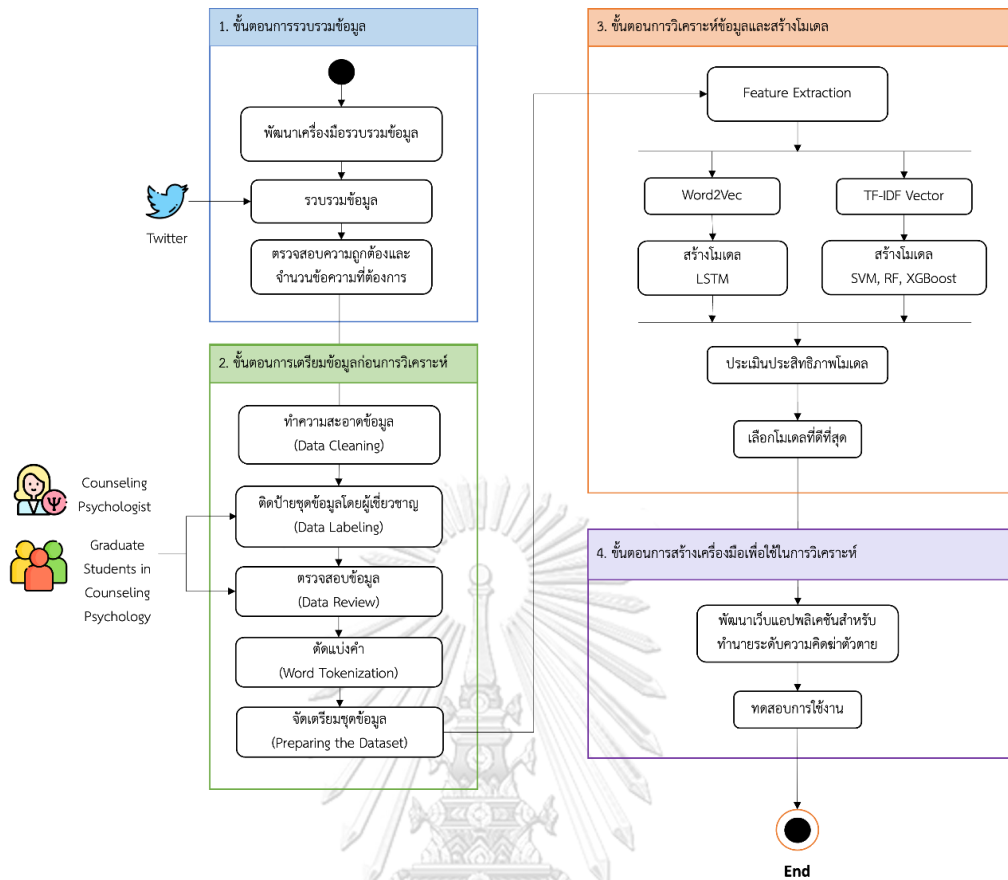 1. ขั้นตอนการรวบรวมข้อมูล
พัฒนาเครื่องมือรวบรวมข้อมูล
รวบรวมข้อมูล
Twitter
ตรวจสอบความถูกต้องและ
จำนวนข้อความที่ต้องการ
2. ขั้นตอนการเตรียมข้อมูลก่อนการวิเคราะห์
ทำความสะอาดข้อมูล
(Data Cleaning)
Counseling
Psychologist
Graduate
Students in
Counseling
Psychology
ติดป้ายชุดข้อมูลโดยผู้เชี่ยวชาญ
(Data Labeling)
ตรวจสอบข้อมูล
(Data Review)
ตัดแบ่งคำ
(Word Tokenization)
จัดเตรียมชุดข้อมูล
(Preparing the Dataset)
3. ขั้นตอนการวิเคราะห์ข้อมูลและสร้างโมเดล
Feature Extraction
Word2Vec
TF-IDF Vector
สร้างโมเดล
LSTM
สร้างโมเดล
SVM, RF, XGBoost
ประเมินประสิทธิภาพโมเดล
เลือกโมเดลที่ดีที่สุด
4. ขั้นตอนการสร้างเครื่องมือเพื่อใช้ในการวิเคราะห์
พัฒนาเว็บแอปพลิเคชันสำหรับ
ทำนายระดับความคิดฆ่าตัวตาย
ทดสอบการใช้งาน
End